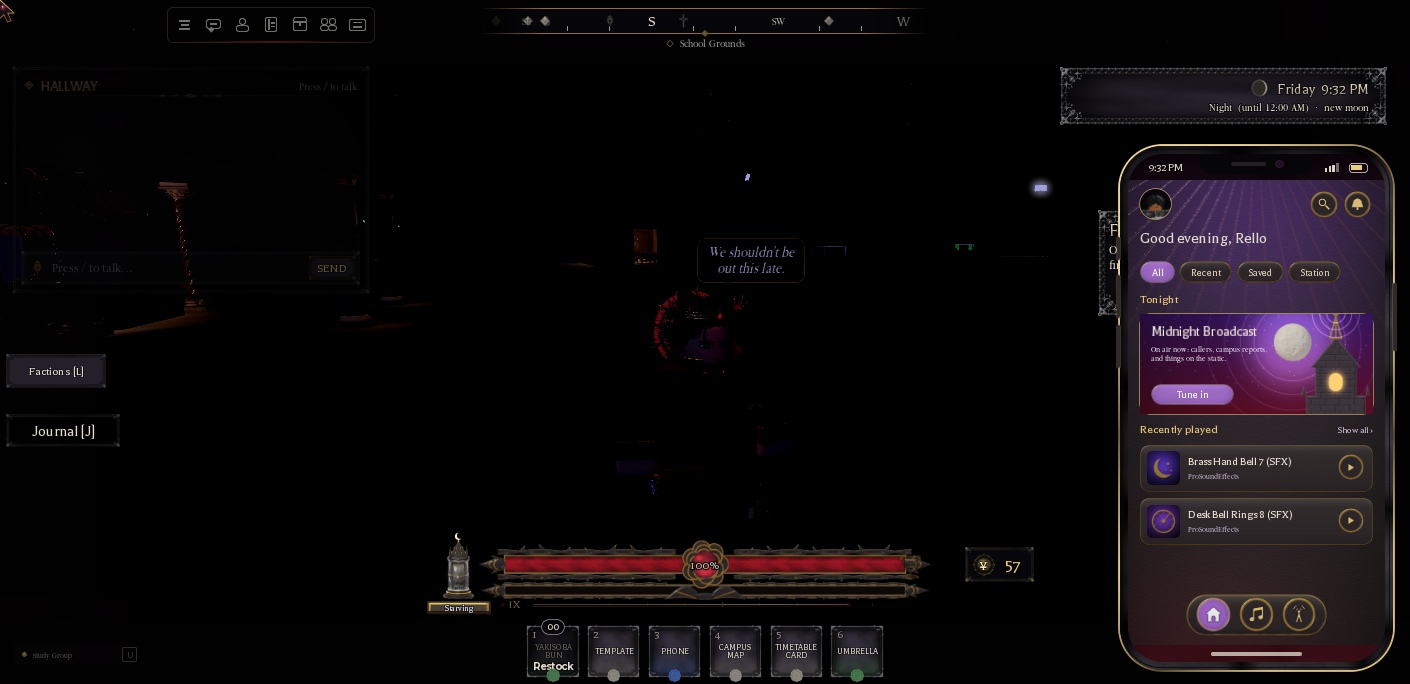 S
SW
W
School Grounds
HALLWAY
Press / to talk
Press / to talk...
SEND
Friday 9:32 PM
Night (until 12:00 AM) · new moon
We shouldn't be
out this late.
Factions [L]
Journal [J]
9:32 PM
Good evening, Rello
All
Recent
Saved
Station
Tonight
Midnight Broadcast
On air now: callers, campus reports,
and things on the static.
Tune in
Recently played
Show all ›
Brass Hand Bell 7 (SFX)
ProSoundEffects
Desk Bell Rings 8 (SFX)
ProSoundEffects
100%
¥ 57
Starving
IX
Study Group
U
1
00
YAKISOBA
BUN
Restock
2
TEMPLATE
3
PHONE
4
CAMPUS
MAP
5
TIMETABLE
CARD
6
UMBRELLA